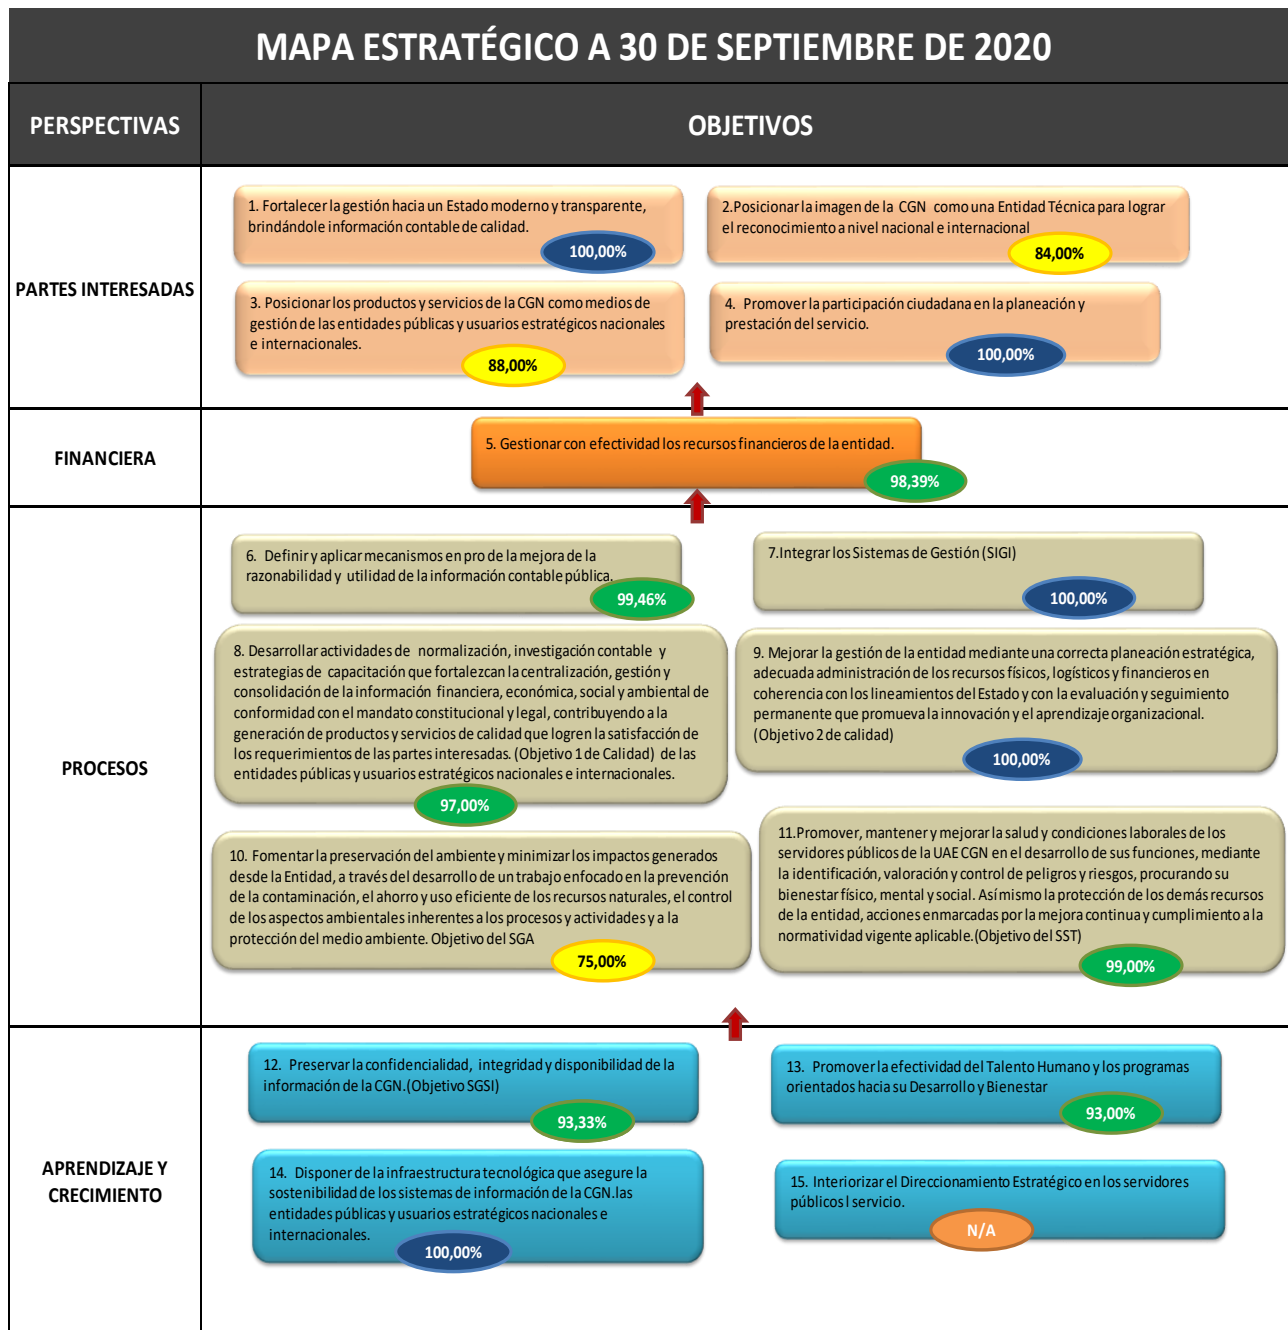 MAPA ESTRATÉGICO A 30 DE SEPTIEMBRE DE 2020
PERSPECTIVAS
OBJETIVOS
PARTES INTERESADAS
1. Fortalecer la gestión hacia un Estado moderno y transparente,
brindándole información contable de calidad.
100,00%
2.Posicionar la imagen de la CGN como una Entidad Técnica para lograr
el reconocimiento a nivel nacional e internacional
84,00%
3. Posicionar los productos y servicios de la CGN como medios de
gestión de las entidades públicas y usuarios estratégicos nacionales
e internacionales.
88,00%
4. Promover la participación ciudadana en la planeación y
prestación del servicio.
100,00%
FINANCIERA
5. Gestionar con efectividad los recursos financieros de la entidad.
98,39%
PROCESOS
6. Definir y aplicar mecanismos en pro de la mejora de la
razonabilidad y utilidad de la información contable pública.
99,46%
7.Integrar los Sistemas de Gestión (SIGI)
100,00%
8. Desarrollar actividades de normalización, investigación contable y
estrategias de capacitación que fortalezcan la centralización, gestión y
consolidación de la información financiera, económica, social y ambiental de
conformidad con el mandato constitucional y legal, contribuyendo a la
generación de productos y servicios de calidad que logren la satisfacción de
los requerimientos de las partes interesadas. (Objetivo 1 de Calidad) de las
entidades públicas y usuarios estratégicos nacionales e internacionales.
97,00%
9. Mejorar la gestión de la entidad mediante una correcta planeación estratégica,
adecuada administración de los recursos físicos, logísticos y financieros en
coherencia con los lineamientos del Estado y con la evaluación y seguimiento
permanente que promueva la innovación y el aprendizaje organizacional.
(Objetivo 2 de calidad)
100,00%
10. Fomentar la preservación del ambiente y minimizar los impactos generados
desde la Entidad, a través del desarrollo de un trabajo enfocado en la prevención
de la contaminación, el ahorro y uso eficiente de los recursos naturales, el control
de los aspectos ambientales inherentes a los procesos y actividades y a la
protección del medio ambiente. Objetivo del SGA
75,00%
11.Promover, mantener y mejorar la salud y condiciones laborales de los
servidores públicos de la UAE CGN en el desarrollo de sus funciones, mediante
la identificación, valoración y control de peligros y riesgos, procurando su
bienestar físico, mental y social. Así mismo la protección de los demás recursos
de la entidad, acciones enmarcadas por la mejora continua y cumplimiento a la
normatividad vigente aplicable.(Objetivo del SST)
99,00%
APRENDIZAJE Y
CRECIMIENTO
12. Preservar la confidencialidad, integridad y disponibilidad de la
información de la CGN.(Objetivo SGSI)
93,33%
13. Promover la efectividad del Talento Humano y los programas
orientados hacia su Desarrollo y Bienestar
93,00%
14. Disponer de la infraestructura tecnológica que asegure la
sostenibilidad de los sistemas de información de la CGN.las
entidades públicas y usuarios estratégicos nacionales e
internacionales.
100,00%
15. Interiorizar el Direccionamiento Estratégico en los servidores
públicos l servicio.
N/A